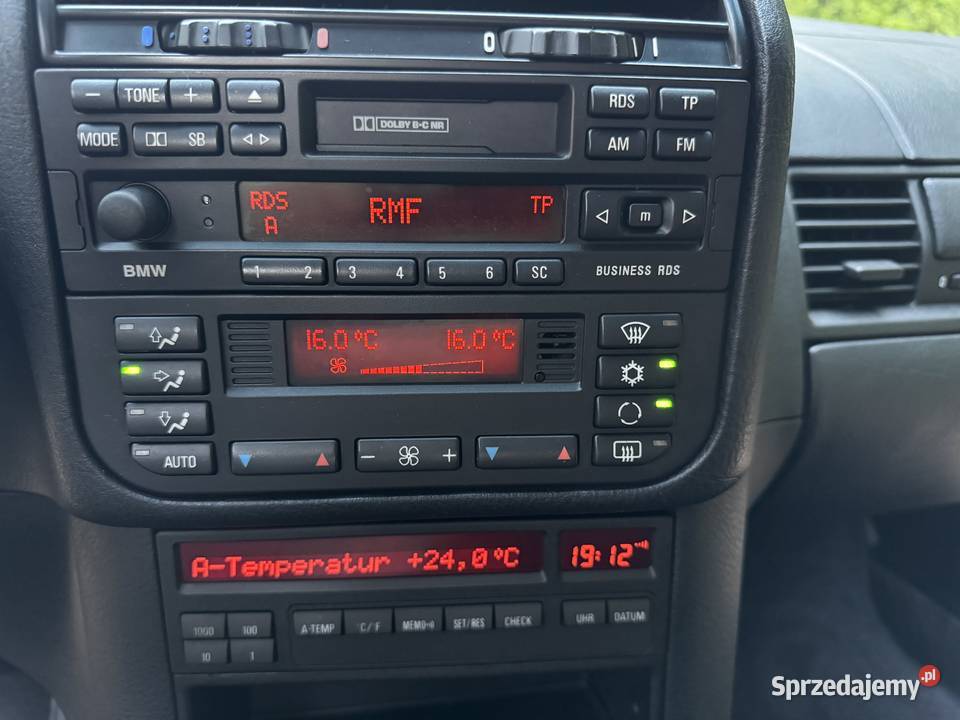 0 1
− TONE +
RDS TP
DOLBY B·C NR
MODE SB
AM FM
RDS RMF TP
A
m
BMW 1 2 3 4 5 6 SC BUSINESS RDS
16.0 °C 16.0 °C
AUTO − +
A-Temperatur +24,0°C 19:12
1000 100 A-TEMP °C/F MEMO SET/RES CHECK UHR DATUM
10 1
Sprzedajemy.pl